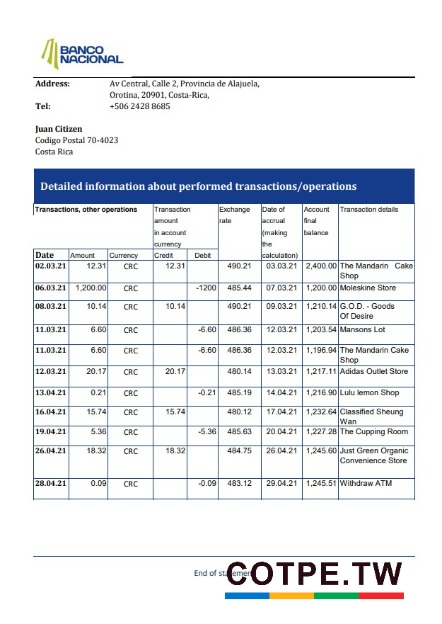 BANCO
NACIONAL
Address: Av Central, Calle 2, Provincia de Alajuela,
Orotina, 20901, Costa-Rica,
Tel: +506 2428 8685
Juan Citizen
Codigo Postal 70-4023
Costa Rica
Detailed information about performed transactions/operations
Transactions, other operations Transaction amount in account currency Exchange rate Date of accrual (making the calculation) Account final balance Transaction details
Date Amount Currency Credit Debit
02.03.21 12.31 CRC 12.31 490.21 03.03.21 2,400.00 The Mandarin Cake
Shop
06.03.21 1,200.00 CRC -1200 485.44 07.03.21 1,200.00 Moleskine Store
08.03.21 10.14 CRC 10.14 490.21 09.03.21 1,210.14 G.O.D. - Goods
Of Desire
11.03.21 6.60 CRC -6.60 486.36 12.03.21 1,203.54 Mansons Lot
11.03.21 6.60 CRC -6.60 486.36 12.03.21 1,196.94 The Mandarin Cake
Shop
12.03.21 20.17 CRC 20.17 480.14 13.03.21 1,217.11 Adidas Outlet Store
13.04.21 0.21 CRC -0.21 485.19 14.04.21 1,216.90 Lulu lemon Shop
16.04.21 15.74 CRC 15.74 480.12 17.04.21 1,232.64 Classified Sheung
Wan
19.04.21 5.36 CRC -5.36 485.63 20.04.21 1,227.28 The Cupping Room
26.04.21 18.32 CRC 18.32 484.75 26.04.21 1,245.60 Just Green Organic
Convenience Store
28.04.21 0.09 CRC -0.09 483.12 29.04.21 1,245.51 Withdraw ATM
End of statement
COTPE.TW